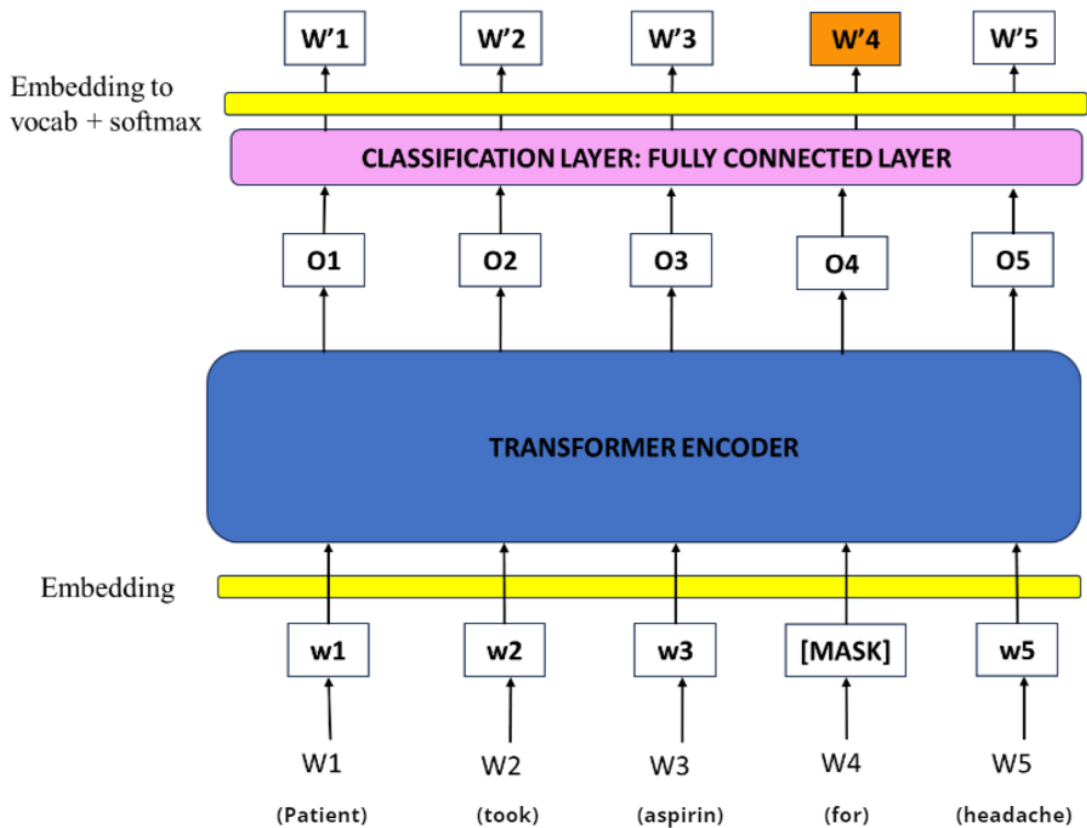 W’1 W’2 W’3 W’4 W’5
Embedding to
vocab + softmax
CLASSIFICATION LAYER: FULLY CONNECTED LAYER
O1 O2 O3 O4 O5
TRANSFORMER ENCODER
Embedding
w1 w2 w3 [MASK] w5
W1 W2 W3 W4 W5
(Patient) (took) (aspirin) (for) (headache)